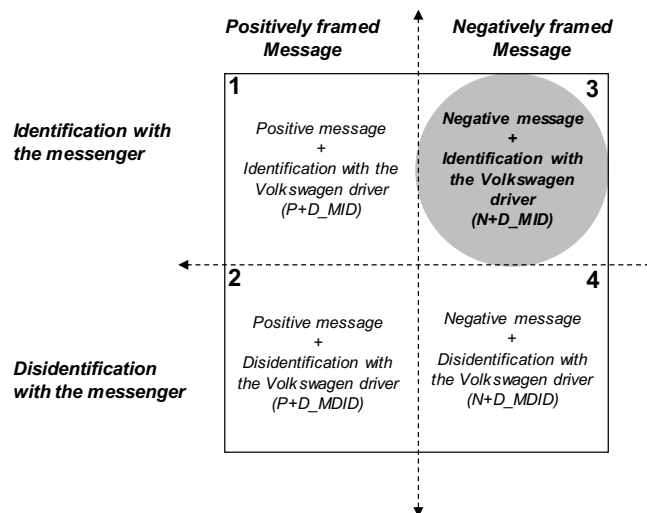 Positively framed
Message
Negatively framed
Message
Identification with
the messenger
1
Positive message
+
Identification with the
Volkswagen driver
(P+D_MID)
3
Negative message
+
Identification with
the Volkswagen
driver
(N+D_MID)
Disidentification
with the messenger
2
Positive message
+
Disidentification with
the Volkswagen driver
(P+D_MDID)
4
Negative message
+
Disidentification with
the Volkswagen driver
(N+D_MDID)